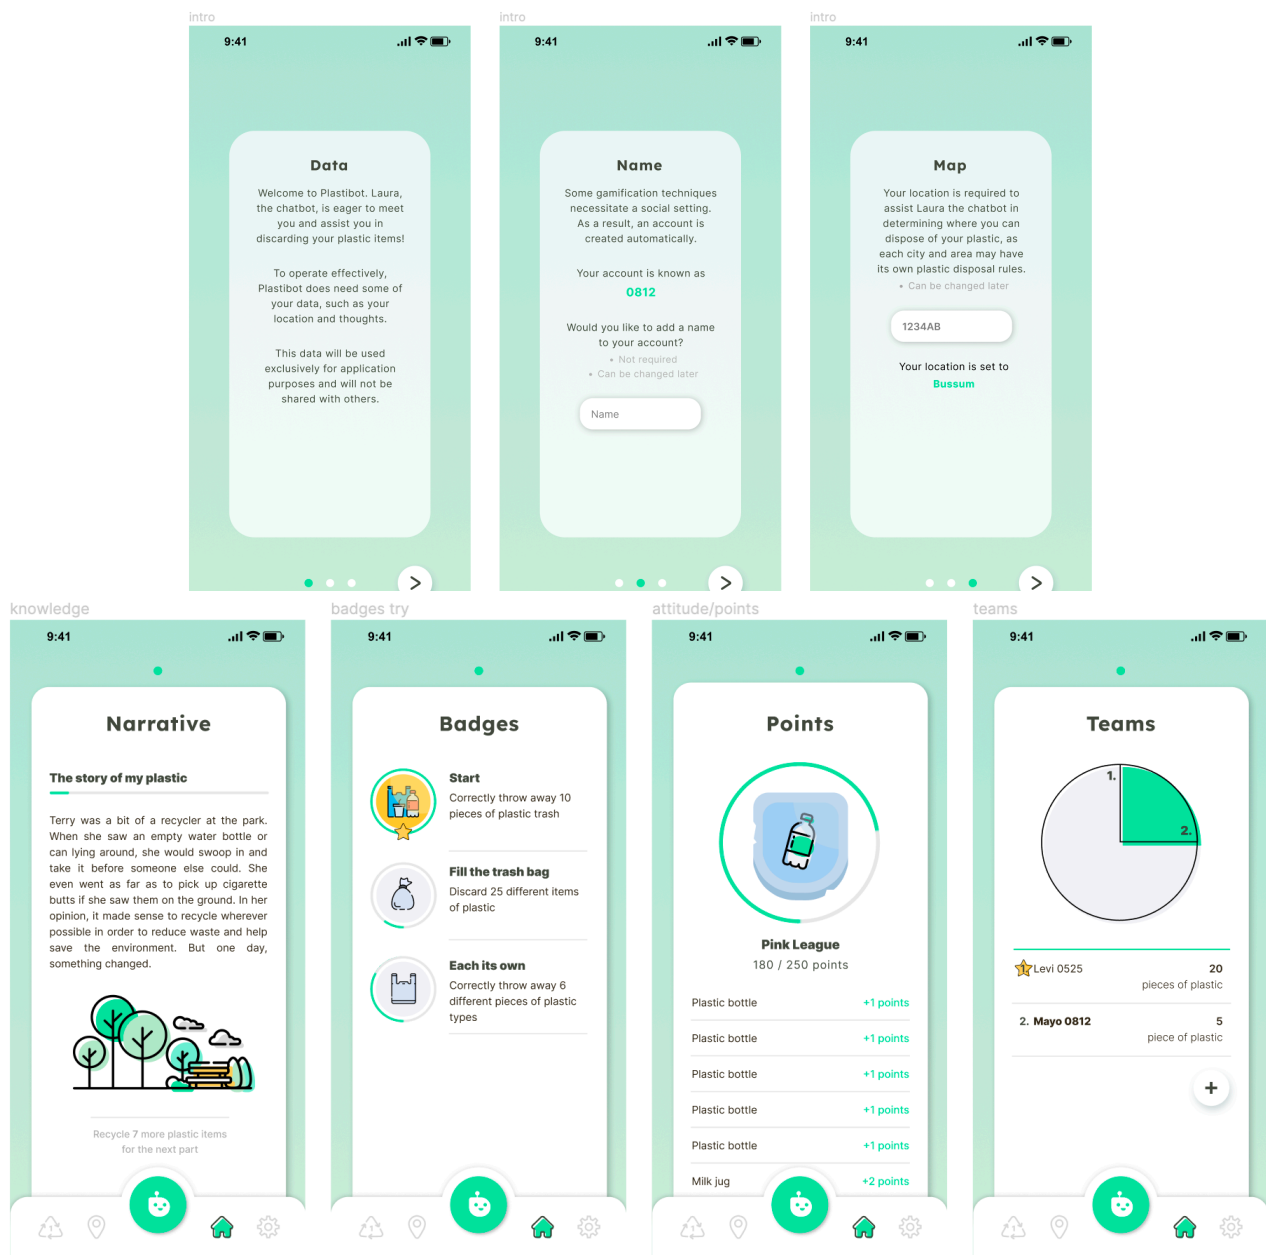 intro
9:41
Data
Welcome to Plastibot. Laura,
the chatbot, is eager to meet
you and assist you in
discarding your plastic items!
To operate effectively,
Plastibot does need some of
your data, such as your
location and thoughts.
This data will be used
exclusively for application
purposes and will not be
shared with others.
>
intro
9:41
Name
Some gamification techniques
necessitate a social setting.
As a result, an account is
created automatically.
Your account is known as
0812
Would you like to add a name
to your account?
• Not required
• Can be changed later
Name
>
intro
9:41
Map
Your location is required to
assist Laura the chatbot in
determining where you can
dispose of your plastic, as
each city and area may have
its own plastic disposal rules.
• Can be changed later
1234AB
Your location is set to
Bussum
>
knowledge
9:41
Narrative
The story of my plastic
Terry was a bit of a recycler at the park.
When she saw an empty water bottle or
can lying around, she would swoop in and
take it before someone else could. She
even went as far as to pick up cigarette
butts if she saw them on the ground. In her
opinion, it made sense to recycle wherever
possible in order to reduce waste and help
save the environment. But one day,
something changed.
Recycle 7 more plastic items
for the next part
1
badges try
9:41
Badges
Start
Correctly throw away 10
pieces of plastic trash
Fill the trash bag
Discard 25 different items
of plastic
Each its own
Correctly throw away 6
different pieces of plastic
types
1
attitude/points
9:41
Points
Pink League
180 / 250 points
Plastic bottle +1 points
Plastic bottle +1 points
Plastic bottle +1 points
Plastic bottle +1 points
Plastic bottle +1 points
Milk jug +2 points
1
teams
9:41
Teams
1.
2.
1 Levi 0525 20
pieces of plastic
2. Mayo 0812 5
piece of plastic
+
1